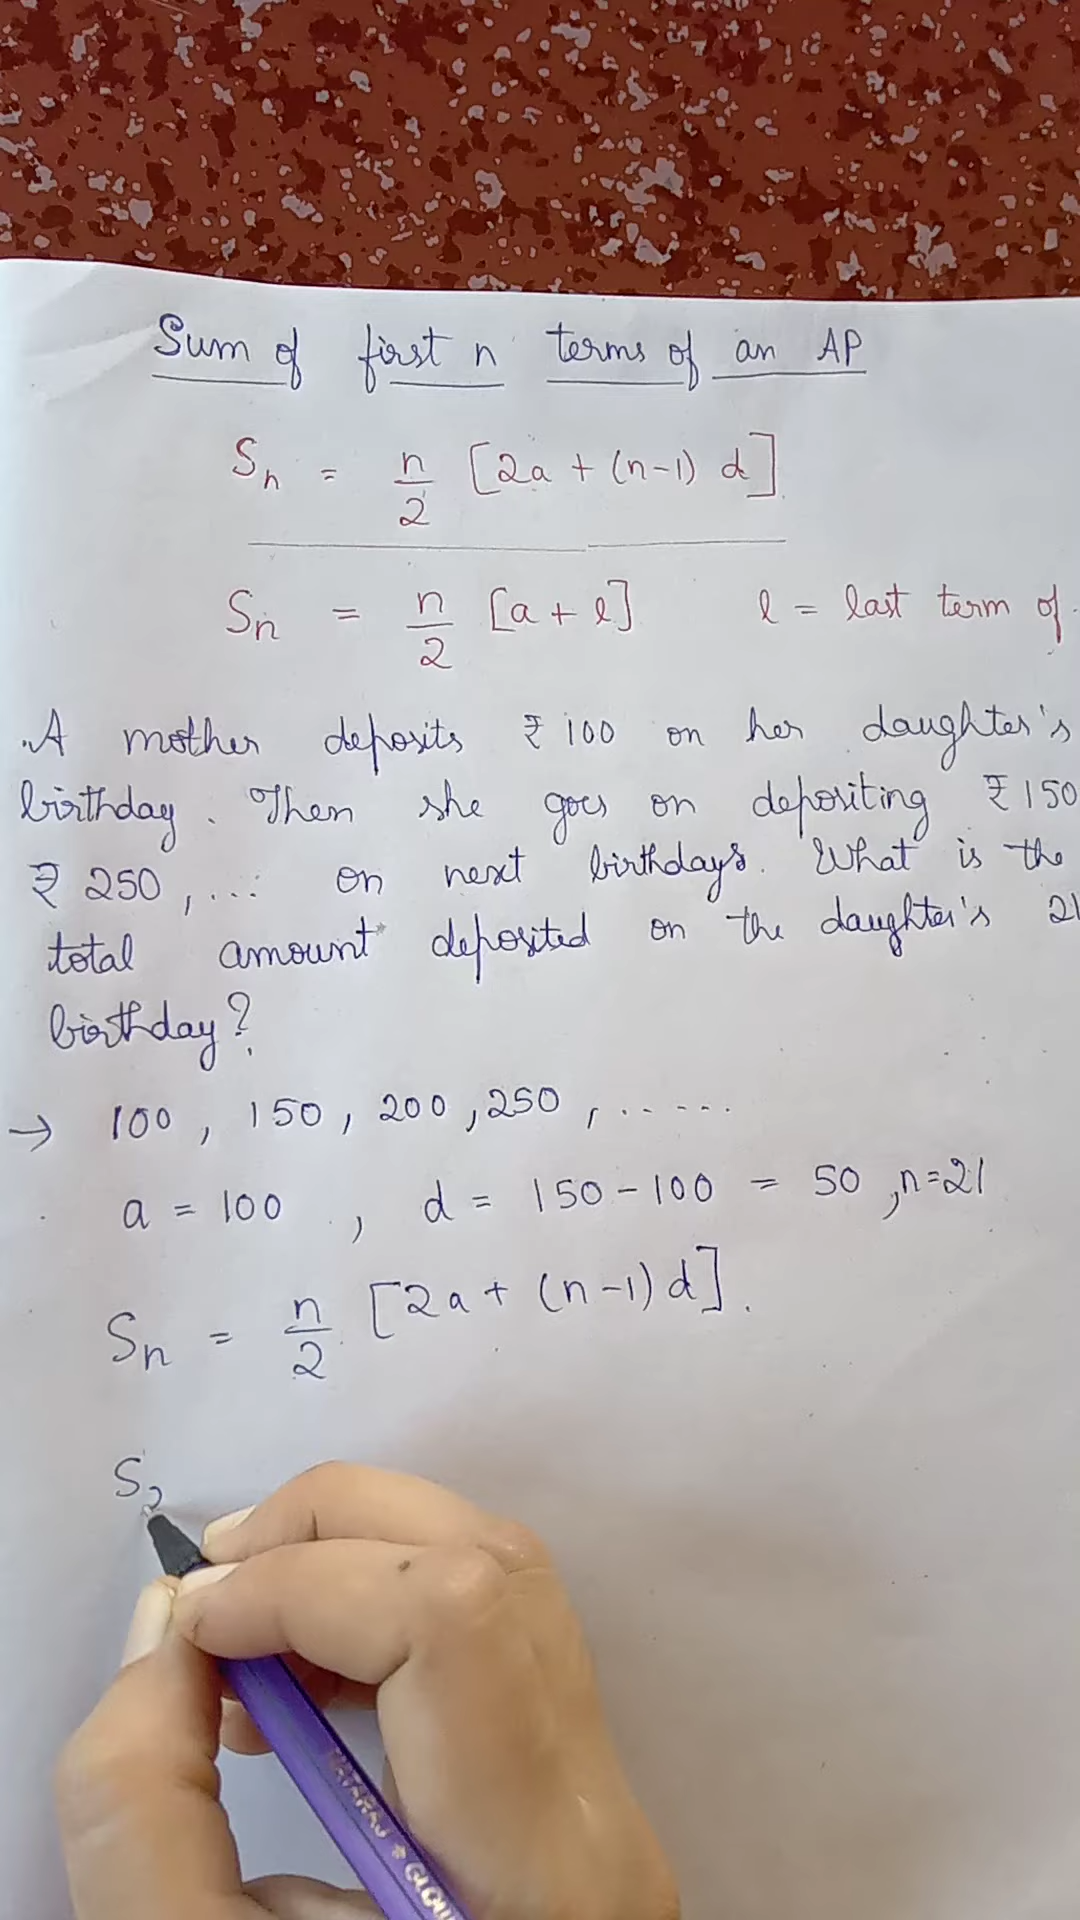 Sum of first n terms of an AP
Sn = n/2 [2a + (n-1) d]
Sn = n/2 [a + l] l = last term of
A mother deposits ₹ 100 on her daughter's
birthday. Then she goes on depositing ₹ 150
₹ 250, ... on next birthdays. What is the
total amount deposited on the daughter's 21
birthday?
→ 100, 150, 200, 250, ......
a = 100, d = 150 - 100 = 50, n=21
Sn = n/2 [2a + (n-1) d].
S2